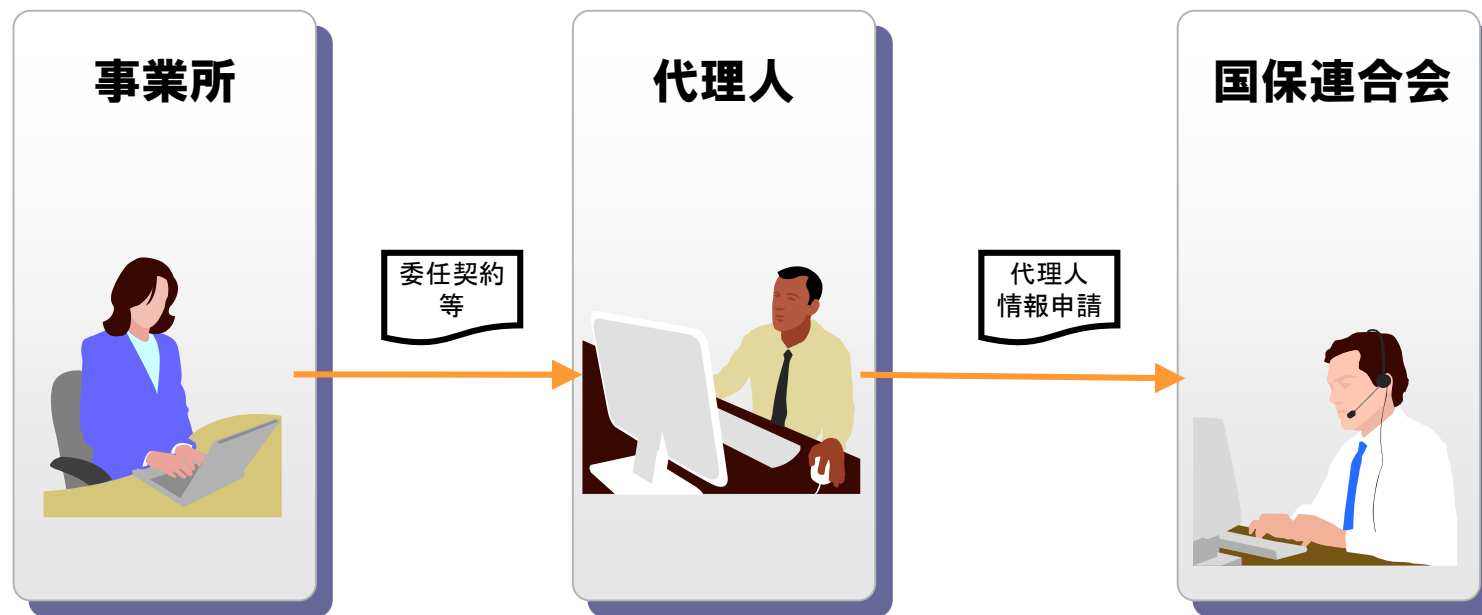 事業所
代理人
国保連合会
委任契約
等
代理人
情報申請